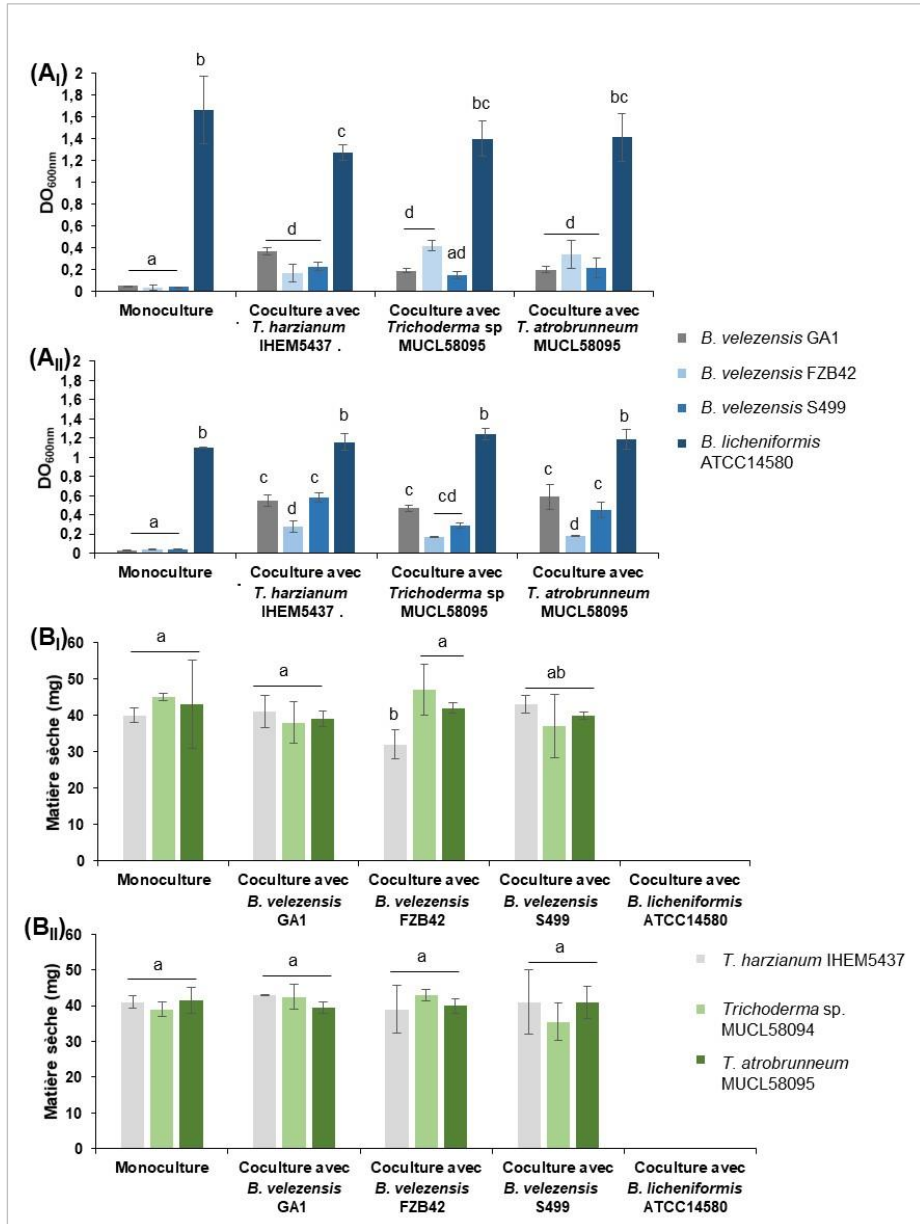 (AI)
DO600nm
2
1,8
1,6
1,4
1,2
1
0,8
0,6
0,4
0,2
0
a
b
d
c
d
ad
bc
d
bc
Monoculture
Coculture avec
T. harzianum
IHEM5437 .
Coculture avec
Trichoderma sp
MUCL58095
Coculture avec
T. atrobrunneum
MUCL58095
.
(AII)
DO600nm
2
1,8
1,6
1,4
1,2
1
0,8
0,6
0,4
0,2
0
a
b
c
d
c
b
c
cd
b
c
d
c
b
Monoculture
Coculture avec
T. harzianum
IHEM5437 .
Coculture avec
Trichoderma sp
MUCL58095
Coculture avec
T. atrobrunneum
MUCL58095
.
B. velezensis GA1
B. velezensis FZB42
B. velezensis S499
B. licheniformis
ATCC14580
(BI)
Matière sèche (mg)
60
50
40
30
20
10
0
a
a
b
a
ab
Monoculture
Coculture avec
B. velezensis
GA1
Coculture avec
B. velezensis
FZB42
Coculture avec
B. velezensis
S499
Coculture avec
B. licheniformis
ATCC14580
(BII)
Matière sèche (mg)
60
50
40
30
20
10
0
a
a
a
a
Monoculture
Coculture avec
B. velezensis
GA1
Coculture avec
B. velezensis
FZB42
Coculture avec
B. velezensis
S499
Coculture avec
B. licheniformis
ATCC14580
T. harzianum IHEM5437
Trichoderma sp.
MUCL58094
T. atrobrunneum
MUCL58095